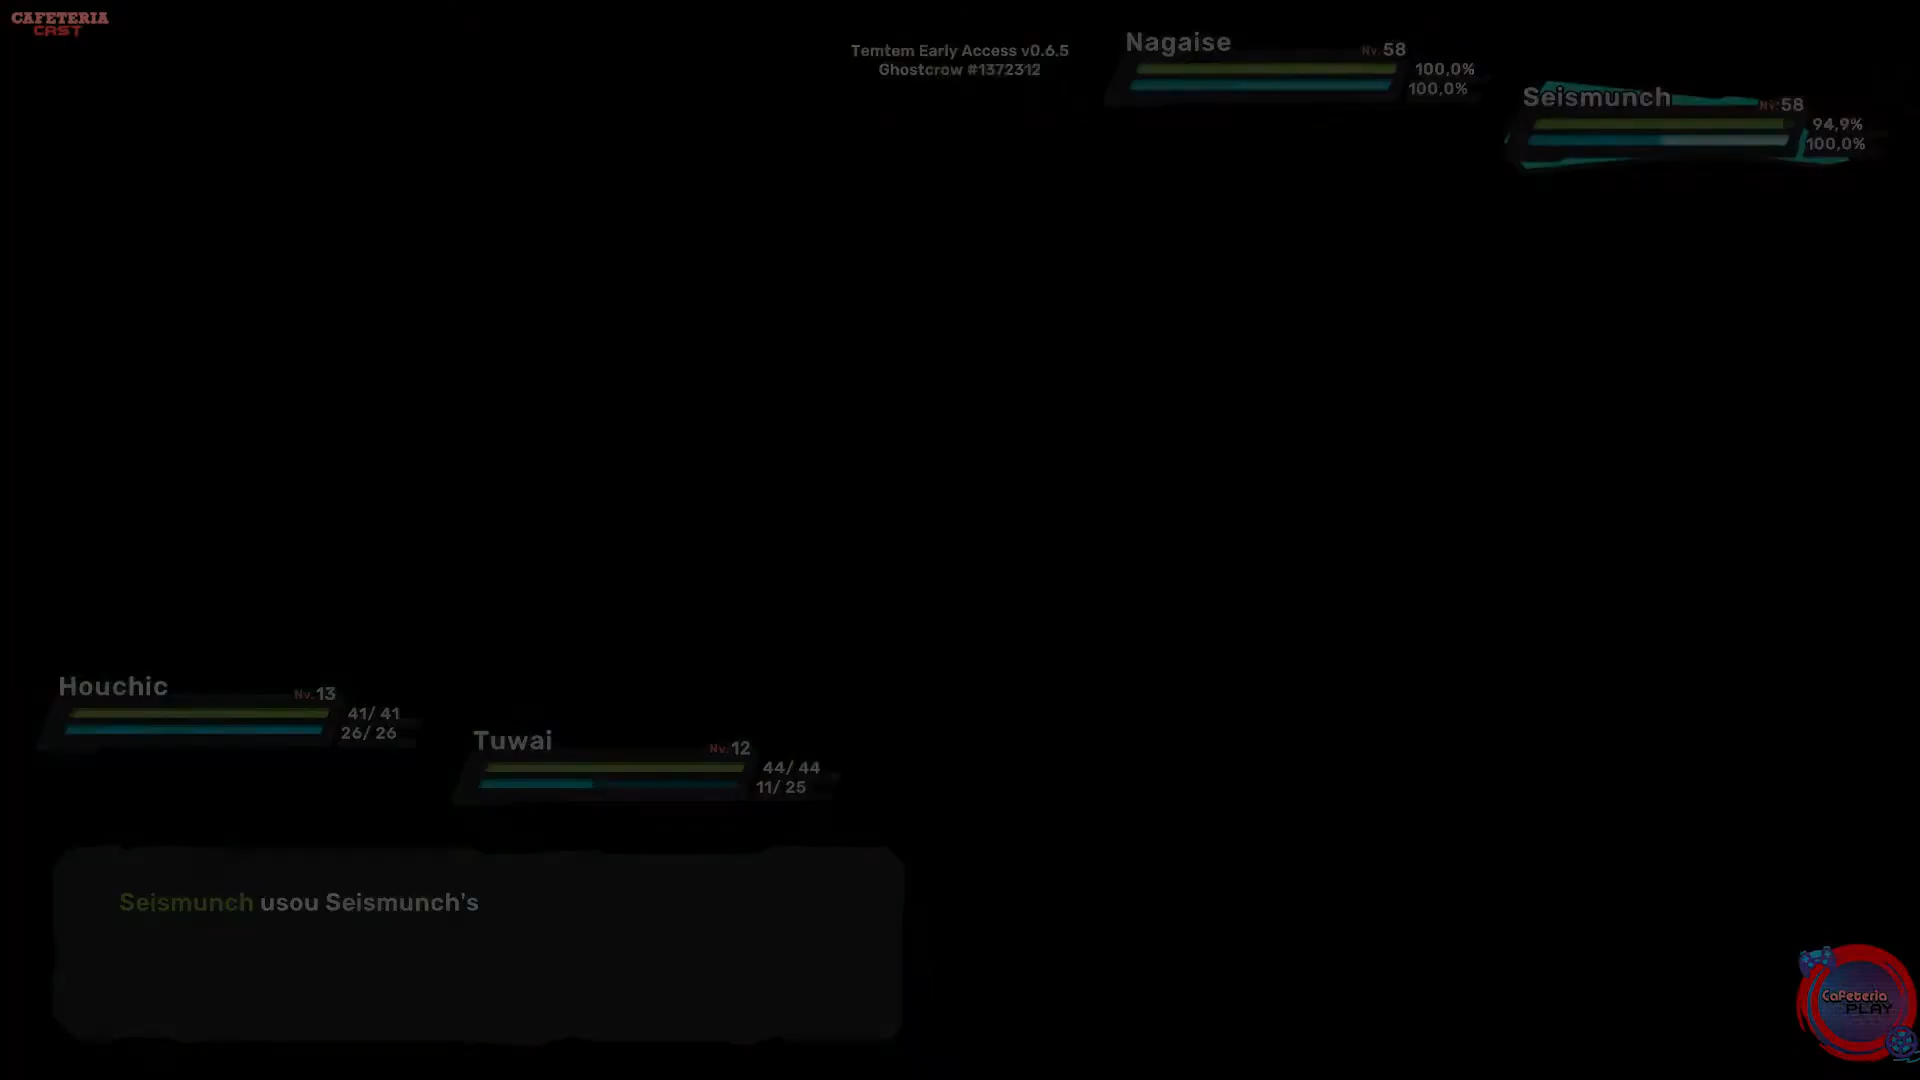 CAFETERIA
CAST
Temtem Early Access v0.6.5
Ghostcrow #1372312
Nagaise Nv.58
100,0%
100,0%
Seismunch Nv.58
94,9%
100,0%
Houchic Nv.13
41/ 41
26/ 26
Tuwai Nv.12
44/ 44
11/ 25
Seismunch usou Seismunch's
Cafeteria
PLAY